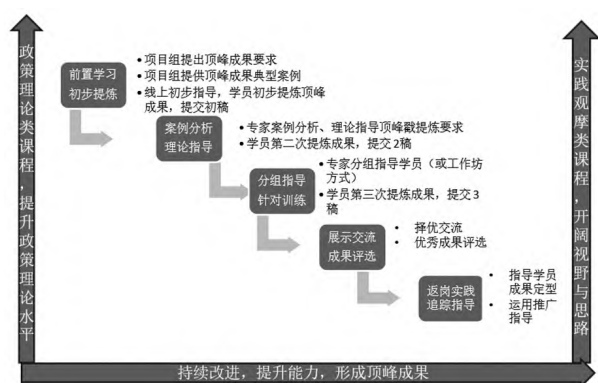 政策理论类课程，提升政策理论水平
前置学习
初步提炼
• 项目组提出顶峰成果要求
• 项目组提供顶峰成果典型案例
• 线上初步指导，学员初步提炼顶峰
成果，提交初稿
案例分析
理论指导
• 专家案例分析、理论指导顶峰戳提炼要求
• 学员第二次提炼成果，提交2稿
分组指导
针对训练
• 专家分组指导学员（或工作坊
方式）
• 学员第三次提炼成果，提交3
稿
展示交流
成果评选
• 择优交流
• 优秀成果评选
返岗实践
追踪指导
• 指导学员
成果定型
• 运用推广
指导
实践观摩类课程，开阔视野与思路
持续改进，提升能力，形成顶峰成果